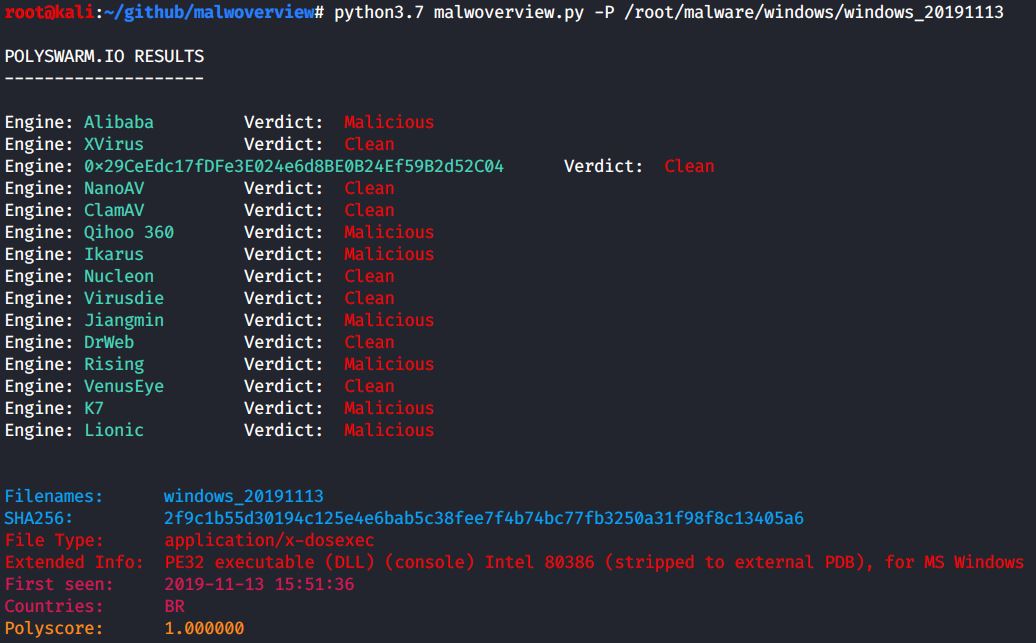 root@kali:~/github/malwoverview# python3.7 malwoverview.py -P /root/malware/windows/windows_20191113
POLYSWARM.IO RESULTS
--------------------
Engine: Alibaba Verdict: Malicious
Engine: XVirus Verdict: Clean
Engine: 0×29CeEdc17fDFe3E024e6d8BE0B24Ef59B2d52C04 Verdict: Clean
Engine: NanoAV Verdict: Clean
Engine: ClamAV Verdict: Clean
Engine: Qihoo 360 Verdict: Malicious
Engine: Ikarus Verdict: Malicious
Engine: Nucleon Verdict: Clean
Engine: Virusdie Verdict: Clean
Engine: Jiangmin Verdict: Malicious
Engine: DrWeb Verdict: Clean
Engine: Rising Verdict: Malicious
Engine: VenusEye Verdict: Clean
Engine: K7 Verdict: Malicious
Engine: Lionic Verdict: Malicious
Filenames: windows_20191113
SHA256: 2f9c1b55d30194c125e4e6bab5c38fee7f4b74bc77fb3250a31f98f8c13405a6
File Type: application/x-dosexec
Extended Info: PE32 executable (DLL) (console) Intel 80386 (stripped to external PDB), for MS Windows
First seen: 2019-11-13 15:51:36
Countries: BR
Polyscore: 1.000000